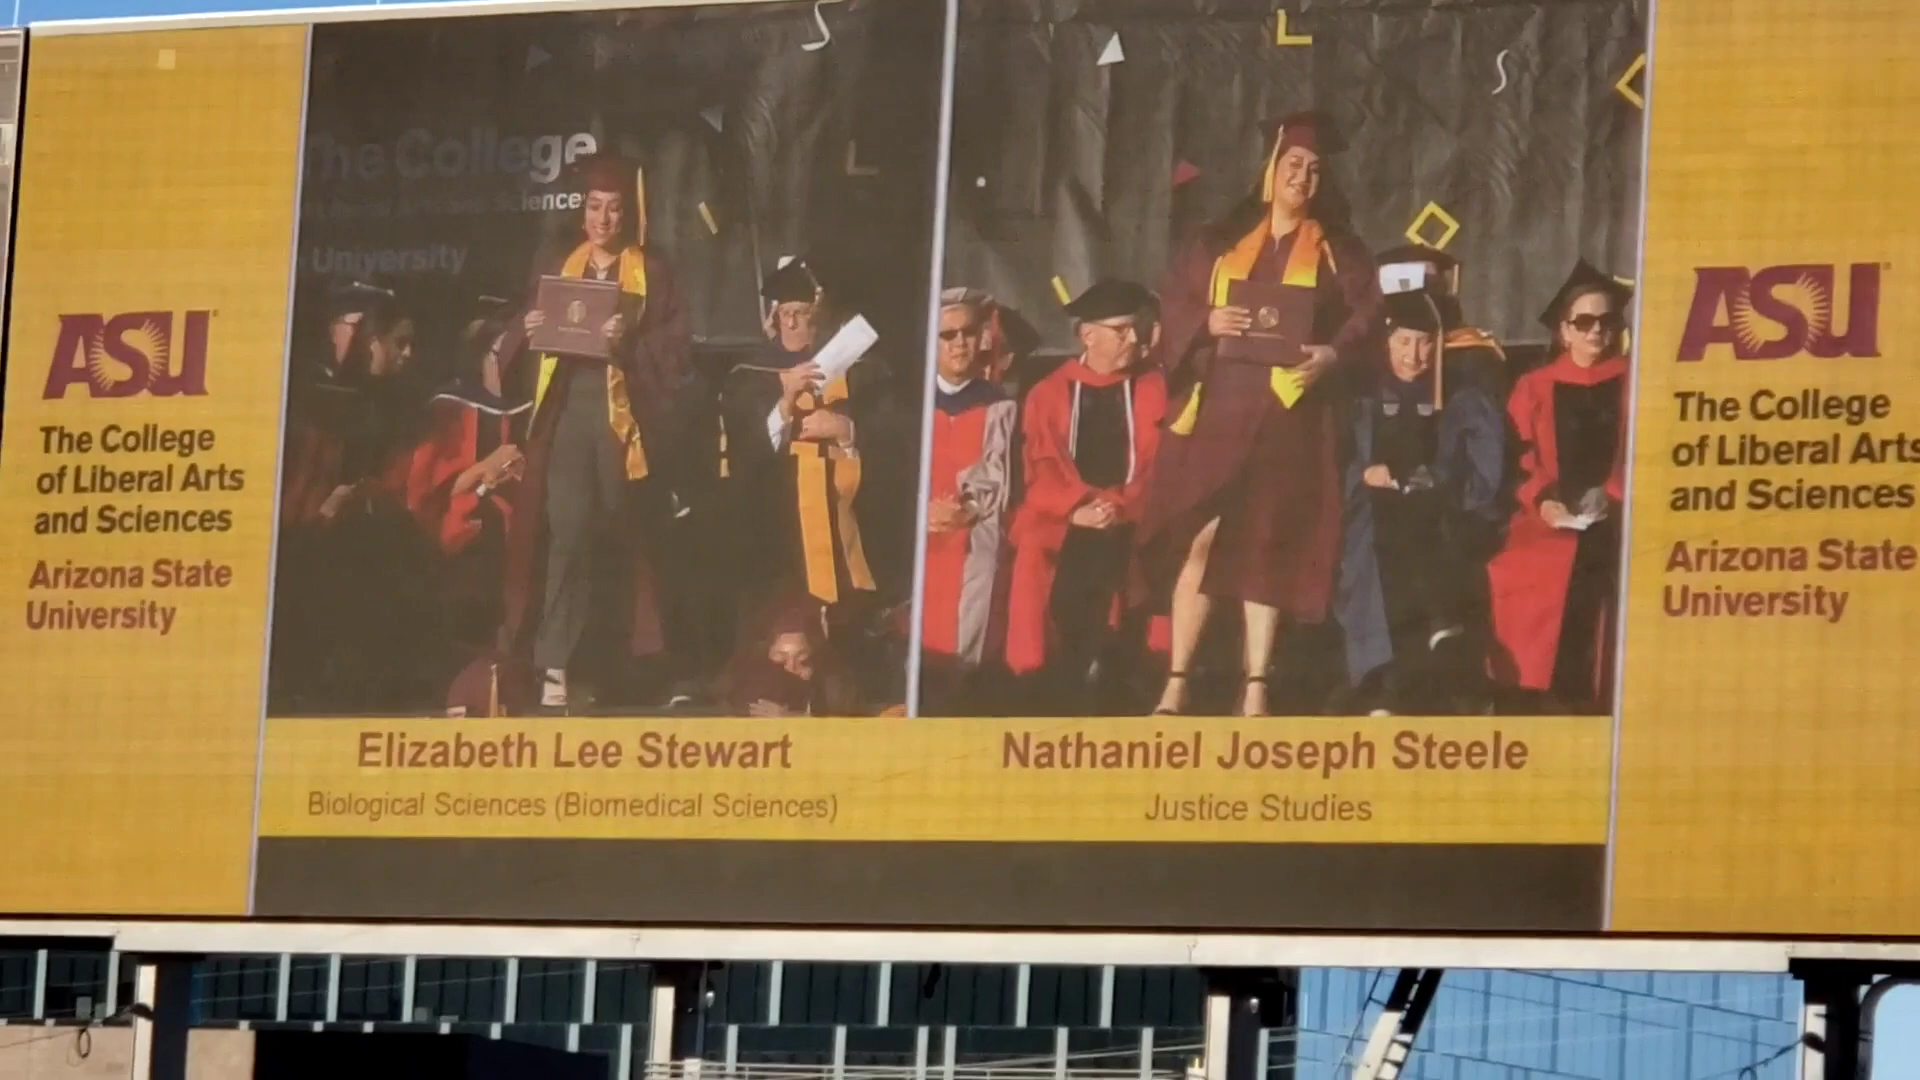 ASU
The College
of Liberal Arts
and Sciences
Arizona State
University
The College
University
Elizabeth Lee Stewart
Biological Sciences (Biomedical Sciences)
Nathaniel Joseph Steele
Justice Studies
ASU
The College
of Liberal Arts
and Sciences
Arizona State
University